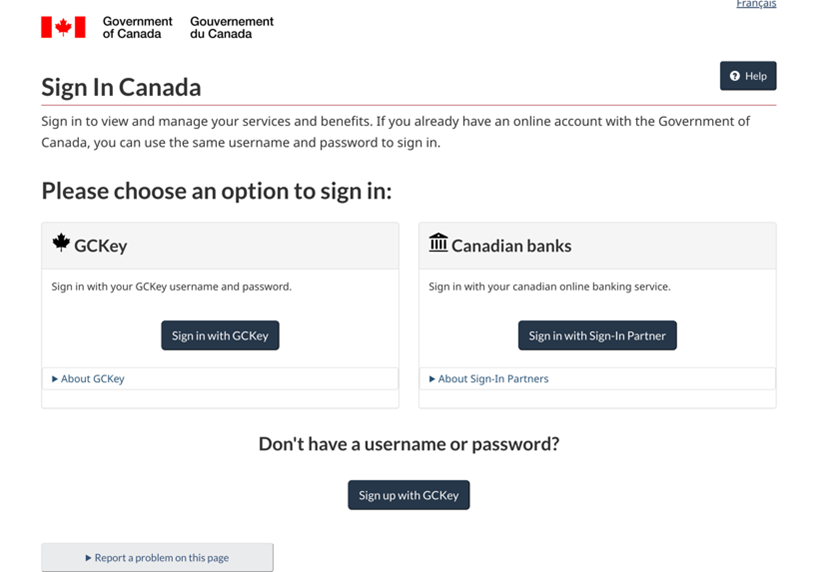 Français
Government
of Canada
Gouvernement
du Canada
Help
Sign In Canada
Sign in to view and manage your services and benefits. If you already have an online account with the Government of
Canada, you can use the same username and password to sign in.
Please choose an option to sign in:
GCKey
Sign in with your GCKey username and password.
Sign in with GCKey
About GCKey
Canadian banks
Sign in with your canadian online banking service.
Sign in with Sign-In Partner
About Sign-In Partners
Don't have a username or password?
Sign up with GCKey
Report a problem on this page